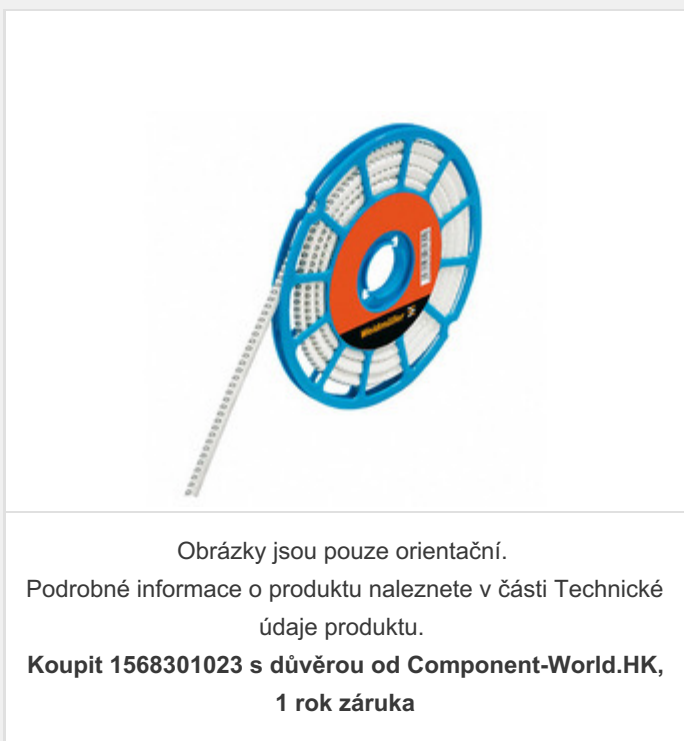 Weidmüller
Obrázky jsou pouze orientační.
Podrobné informace o produktu naleznete v části Technické
údaje produktu.
Koupit 1568301023 s důvěrou od Component-World.HK,
1 rok záruka